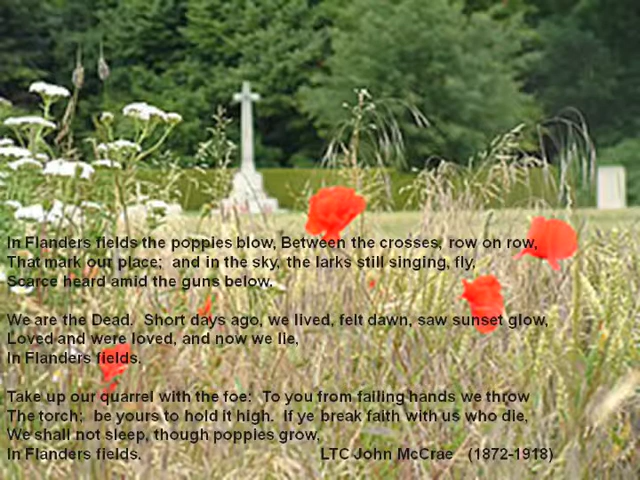 In Flanders fields the poppies blow, Between the crosses, row on row,
That mark our place;  and in the sky, the larks still singing, fly,
Scarce heard amid the guns below.

We are the Dead.  Short days ago, we lived, felt dawn, saw sunset glow,
Loved and were loved, and now we lie,
In Flanders fields.

Take up our quarrel with the foe:  To you from failing hands we throw
The torch;  be yours to hold it high.  If ye break faith with us who die,
We shall not sleep, though poppies grow,
In Flanders fields.                    LTC John McCrae   (1872-1918)